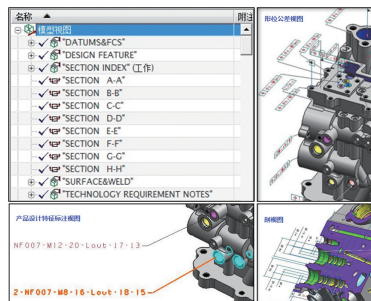 名称 附注
模型视图
"DATUMS&FCS"
"DESIGN FEATURE"
"SECTION INDEX" (工作)
"SECTION A-A"
"SECTION B-B"
"SECTION C-C"
"SECTION D-D"
"SECTION E-E"
"SECTION F-F"
"SECTION G-G"
"SECTION H-H"
"SURFACE&WELD"
"TECHNOLOGY REQUIREMENT NOTES"
形位公差视图
产品设计特征标注视图
NF007-M12-20-Lout-17-13
2-NF007-M8-16-Lout-18-15
剖视图